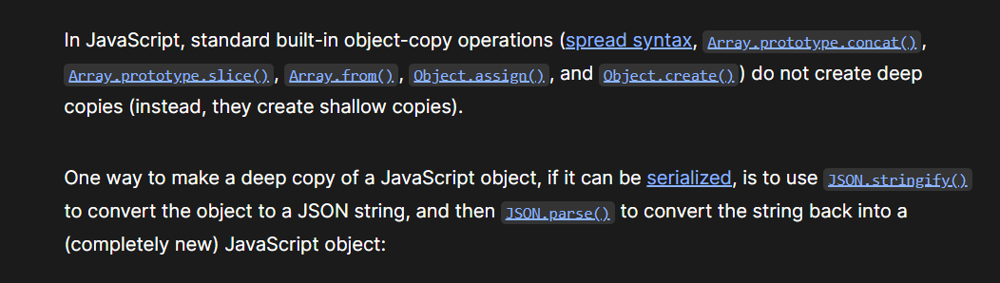 In JavaScript, standard built-in object-copy operations (spread syntax, Array.prototype.concat(),
Array.prototype.slice(), Array.from(), Object.assign(), and Object.create()) do not create deep
copies (instead, they create shallow copies).
One way to make a deep copy of a JavaScript object, if it can be serialized, is to use JSON.stringify()
to convert the object to a JSON string, and then JSON.parse() to convert the string back into a
(completely new) JavaScript object: